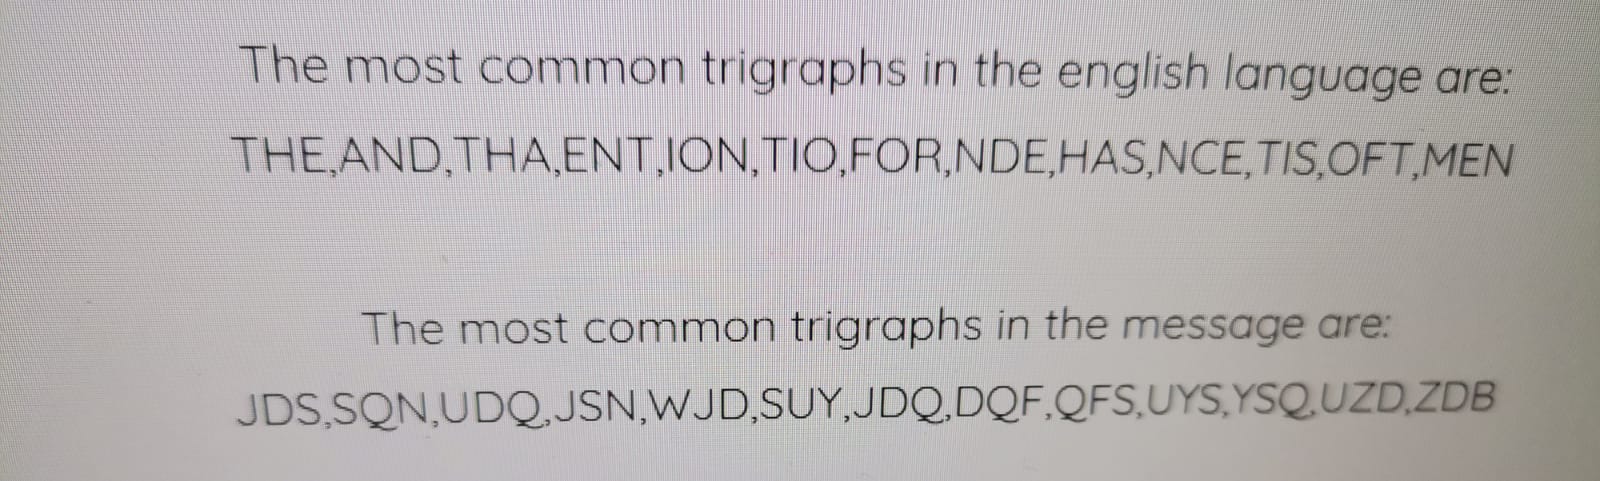 The most common trigraphs in the english language are:
THE,AND,THA,ENT,ION,TIO,FOR,NDE,HAS,NCE,TIS,OFT,MEN
The most common trigraphs in the message are:
JDS,SQN,UDQ,JSN,WJD,SUY,JDQ,DQF,QFS,UYS,YSQ,UZD,ZDB